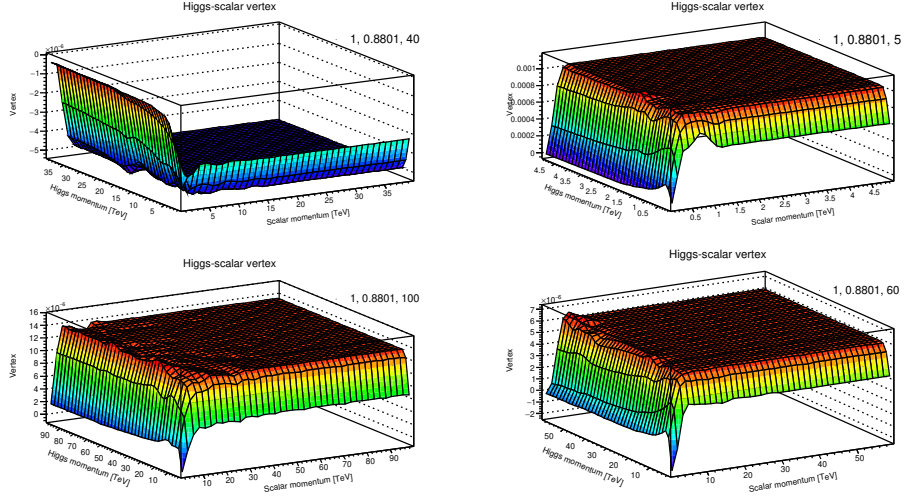 Higgs-scalar vertex
1, 0.8801, 40
×10⁻⁶
Vertex
0
−1
−2
−3
−4
−5
35 30 25 20 15 10 5
Higgs momentum [TeV]
5 10 15 20 25 30 35
Scalar momentum [TeV]
Higgs-scalar vertex
1, 0.8801, 5
Vertex
0.001
0.0008
0.0006
0.0004
0.0002
0
4.5 4 3.5 3 2.5 2 1.5 1 0.5
Higgs momentum [TeV]
0.5 1 1.5 2 2.5 3 3.5 4 4.5
Scalar momentum [TeV]
Higgs-scalar vertex
1, 0.8801, 100
Vertex
16
14
12
10
8
6
4
2
0
90 80 70 60 50 40 30 20 10
Higgs momentum [TeV]
10 20 30 40 50 60 70 80 90
Scalar momentum [TeV]
Higgs-scalar vertex
1, 0.8801, 60
Vertex
7
6
5
4
3
2
1
0
−1
−2
50 40 30 20 10
Higgs momentum [TeV]
10 20 30 40 50
Scalar momentum [TeV]